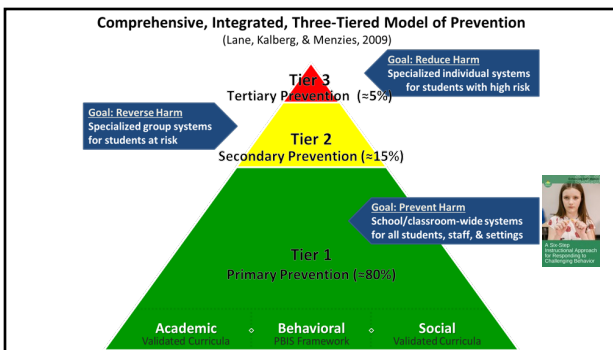 Comprehensive, Integrated, Three-Tiered Model of Prevention
(Lane, Kalberg, & Menzies, 2009)
Goal: Reduce Harm
Specialized individual systems
for students with high risk
Tier 3
Tertiary Prevention (≈5%)
Goal: Reverse Harm
Specialized group systems
for students at risk
Tier 2
Secondary Prevention (≈15%)
Goal: Prevent Harm
School/classroom-wide systems
for all students, staff, & settings
A Six-Step
Instructional Approach
for Responding to
Challenging Behavior
Tier 1
Primary Prevention (≈80%)
Academic ◇ Behavioral ◇ Social
Validated Curricula PBIS Framework Validated Curricula